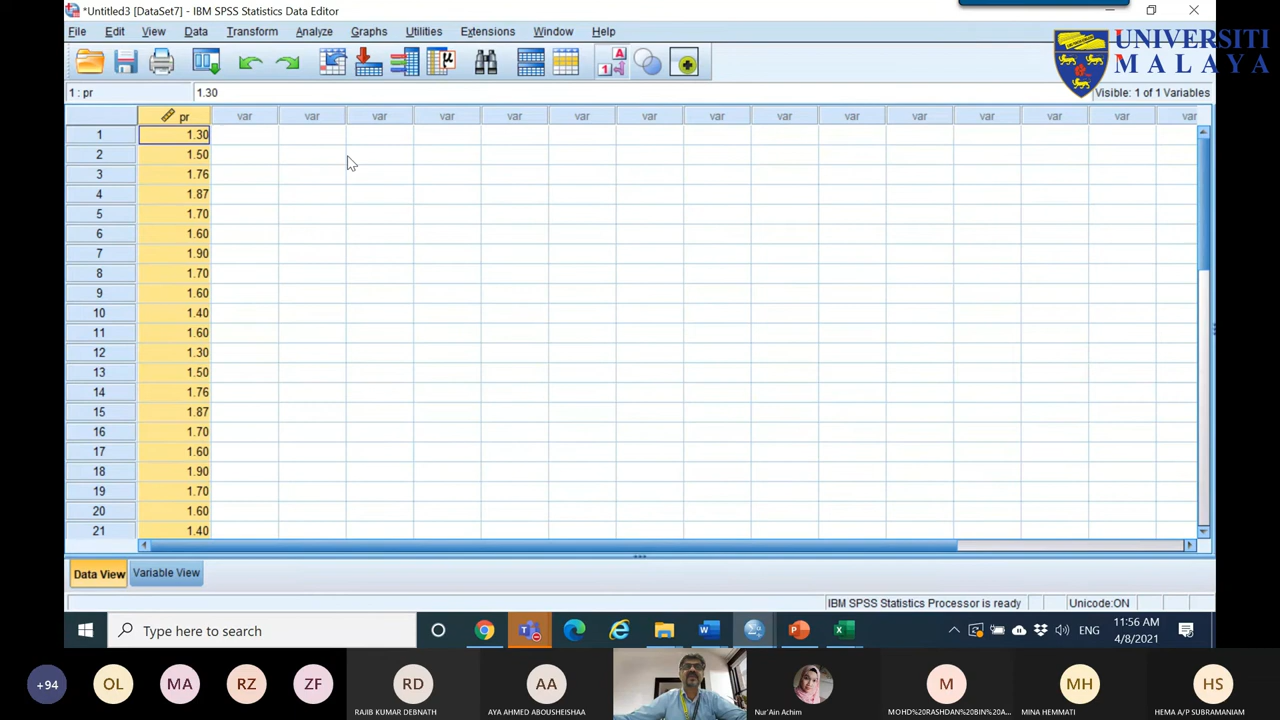 *Untitled3 [DataSet7] - IBM SPSS Statistics Data Editor
File Edit View Data Transform Analyze Graphs Utilities Extensions Window Help
UNIVERSITI
MALAYA
1 : pr 1.30 Visible: 1 of 1 Variables
pr var var var var var var var var var var var var var var var
1 1.30
2 1.50
3 1.76
4 1.87
5 1.70
6 1.60
7 1.90
8 1.70
9 1.60
10 1.40
11 1.60
12 1.30
13 1.50
14 1.76
15 1.87
16 1.70
17 1.60
18 1.90
19 1.70
20 1.60
21 1.40
Data View Variable View
IBM SPSS Statistics Processor is ready Unicode:ON
Type here to search
ENG
11:56 AM
4/8/2021
+94 OL MA RZ ZF RD AA M MH HS
RAJIB KUMAR DEBNATH AYA AHMED ABOUSHEISHAA Nur'Ain Achim MOHD%20RASHDAN%20BIN%20A... MINA HEMMATI HEMA A/P SUBRAMANIAM